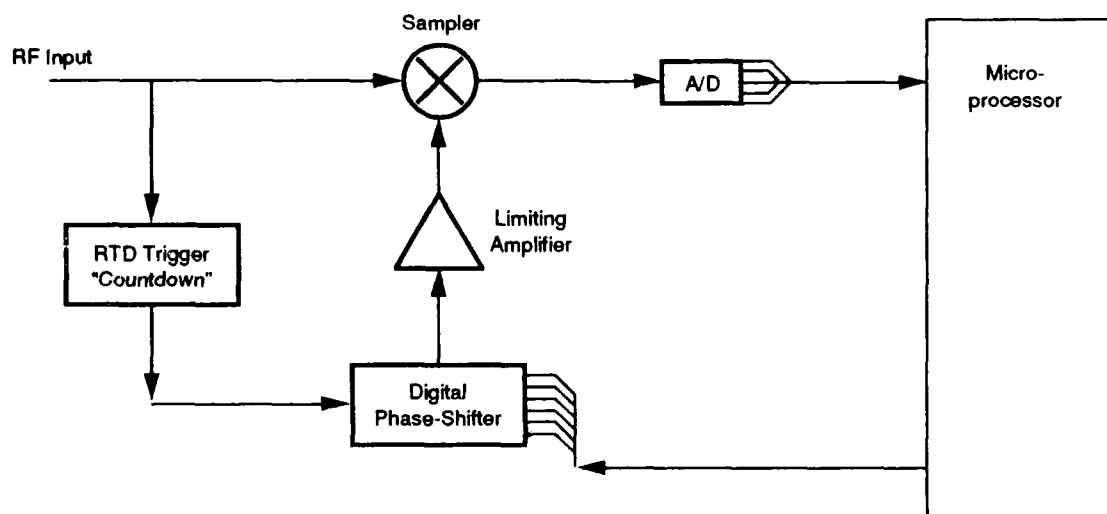 Sampler
RF Input
A/D
Micro-
processor
Limiting
Amplifier
RTD Trigger
"Countdown"
Digital
Phase-Shifter